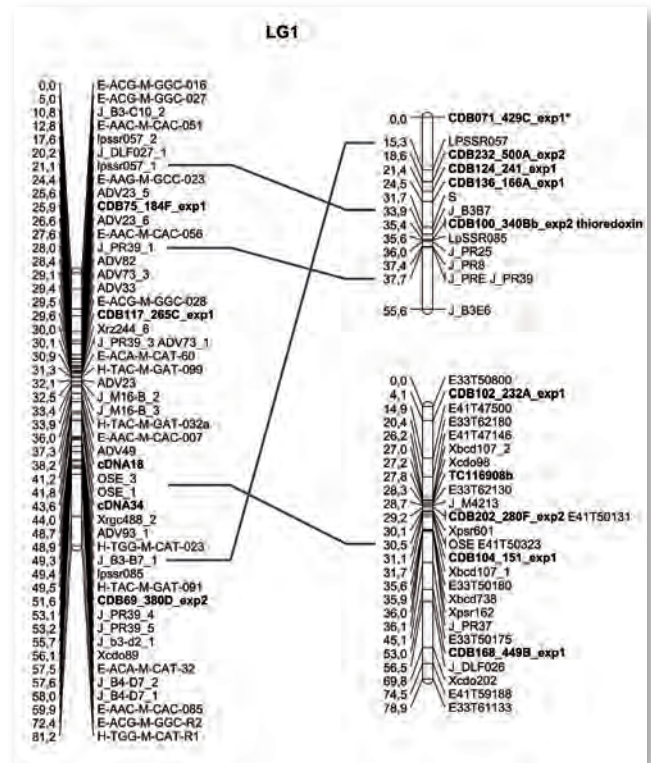 LG1
0,0 E-ACG-M-GGC-016
5,0 E-ACG-M-GGC-027
10,8 J_B3-C10_2
12,8 E-AAC-M-CAC-051
17,6 lpssr057_2
20,2 J_DLF027_1
21,1 lpssr057_1
24,4 E-AAG-M-GCC-023
25,6 ADV23_5
25,9 CDB75_184F_exp1
26,6 ADV23_6
27,6 E-AAC-M-CAC-056
28,0 J_PR39_1
28,4 ADV82
29,1 ADV73_3
29,4 ADV33
29,5 E-ACG-M-GGC-028
29,6 CDB117_265C_exp1
30,0 Xrz244_6
30,1 J_PR39_3 ADV73_1
30,9 E-ACA-M-CAT-60
31,3 H-TAC-M-GAT-099
32,1 ADV23
32,5 J_M16-B_2
33,4 J_M16-B_3
33,9 H-TAC-M-GAT-032a
36,0 E-AAC-M-CAC-007
37,3 ADV49
38,2 cDNA18
41,2 OSE_3
41,8 OSE_1
43,6 cDNA34
44,0 Xrgc488_2
48,7 ADV93_1
48,9 H-TGG-M-CAT-023
49,3 J_B3-B7_1
49,4 lpssr085
49,5 H-TAC-M-GAT-091
51,6 CDB69_380D_exp2
53,1 J_PR39_4
53,2 J_PR39_5
55,7 J_b3-d2_1
56,1 Xcdo89
57,5 E-ACA-M-CAT-32
57,6 J_B4-D7_2
58,0 J_B4-D7_1
59,9 E-AAC-M-CAC-085
72,4 E-ACG-M-GGC-R2
81,2 H-TGG-M-CAT-R1
0,0 CDB071_429C_exp1*
15,3 LPSSR057
18,6 CDB232_500A_exp2
21,4 CDB124_241_exp1
24,5 CDB136_166A_exp1
31,7 S
33,9 J_B3B7
35,4 CDB100_340Bb_exp2 thioredoxin
35,6 LpSSR085
36,0 J_PR25
37,4 J_PR8
37,7 J_PRE J_PR39
55,6 J_B3E6
0,0 E33T50800
4,1 CDB102_232A_exp1
14,9 E41T47500
20,4 E33T62180
26,2 E41T47146
27,0 Xbcd107_2
27,2 Xcdo98
27,8 TC116908b
28,3 E33T62130
28,7 J_M4213
29,2 CDB202_280F_exp2 E41T50131
30,1 Xpsr601
30,5 OSE E41T50323
31,1 CDB104_151_exp1
31,7 Xbcd107_1
35,6 E33T50180
35,9 Xbcd738
36,0 Xpsr162
36,1 J_PR37
45,1 E33T50175
53,0 CDB168_449B_exp1
56,5 J_DLF026
69,8 Xcdo202
74,5 E41T59188
78,9 E33T61133